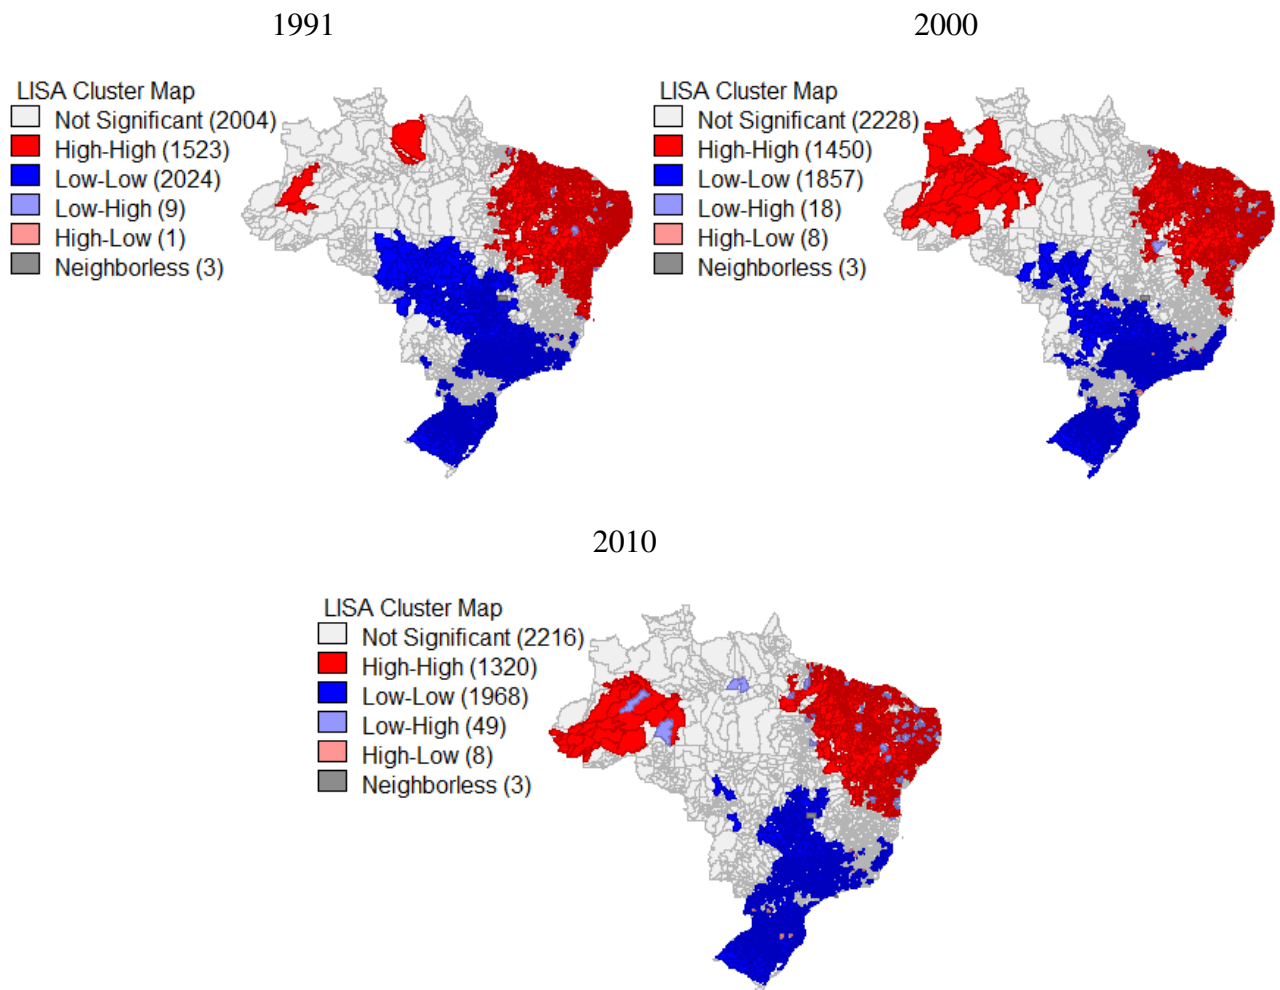 1991
LISA Cluster Map
Not Significant (2004)
High-High (1523)
Low-Low (2024)
Low-High (9)
High-Low (1)
Neighborless (3)
2000
LISA Cluster Map
Not Significant (2228)
High-High (1450)
Low-Low (1857)
Low-High (18)
High-Low (8)
Neighborless (3)
2010
LISA Cluster Map
Not Significant (2216)
High-High (1320)
Low-Low (1968)
Low-High (49)
High-Low (8)
Neighborless (3)